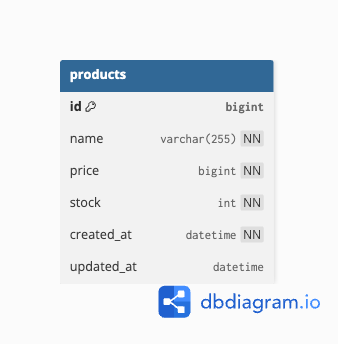 products
id bigint
name varchar(255) NN
price bigint NN
stock int NN
created_at datetime NN
updated_at datetime
dbdiagram.io